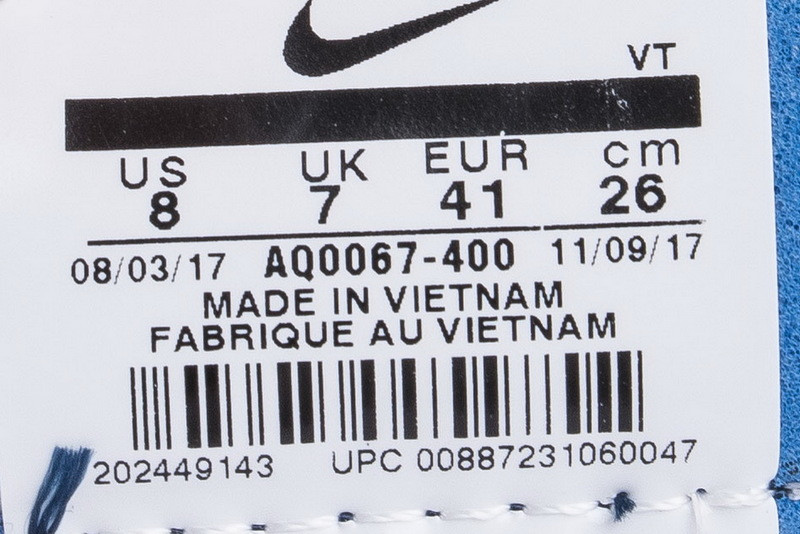 VT
US UK EUR cm
8 7 41 26
08/03/17 AQ0067-400 11/09/17
MADE IN VIETNAM
FABRIQUE AU VIETNAM
202449143 UPC 00887231060047